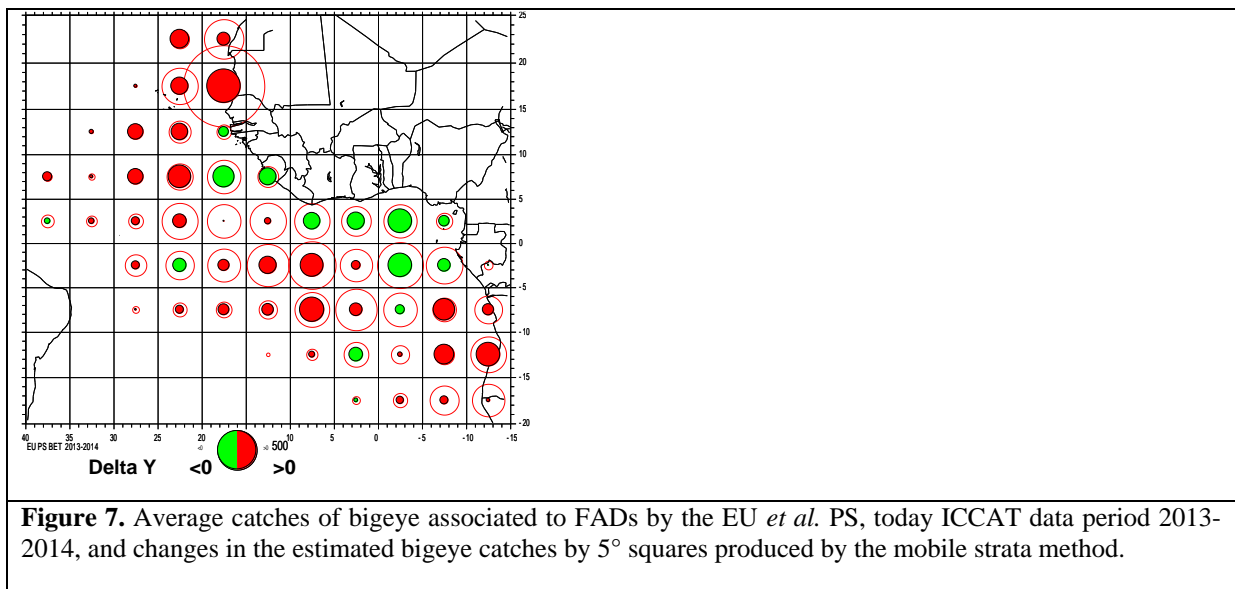 25
20
15
10
5
0
-5
-10
-15
-20
40 35 30 25 20 15 10 5 0 -5 -10 -15
EU PS BET 2013-2014 <0 >0 500
Delta Y <0 >0
Figure 7. Average catches of bigeye associated to FADs by the EU et al. PS, today ICCAT data period 2013-
2014, and changes in the estimated bigeye catches by 5° squares produced by the mobile strata method.